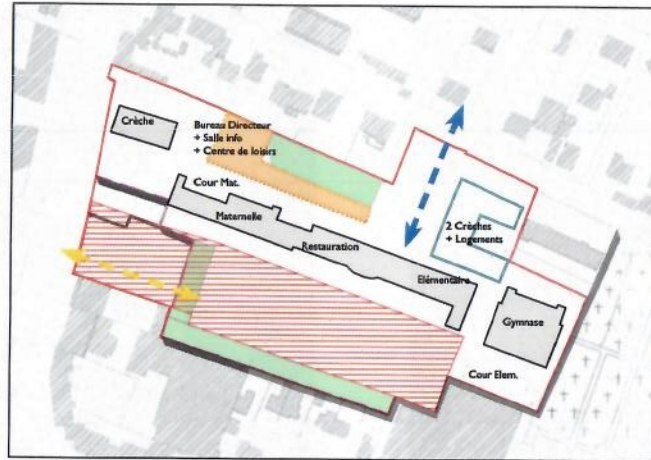 Crèche
Bureau Directeur
+ Salle info
+ Centre de loisirs
Cour Mat.
Maternelle
Restauration
2 Crèches
+ Logements
Elémentaire
Gymnase
Cour Elem.